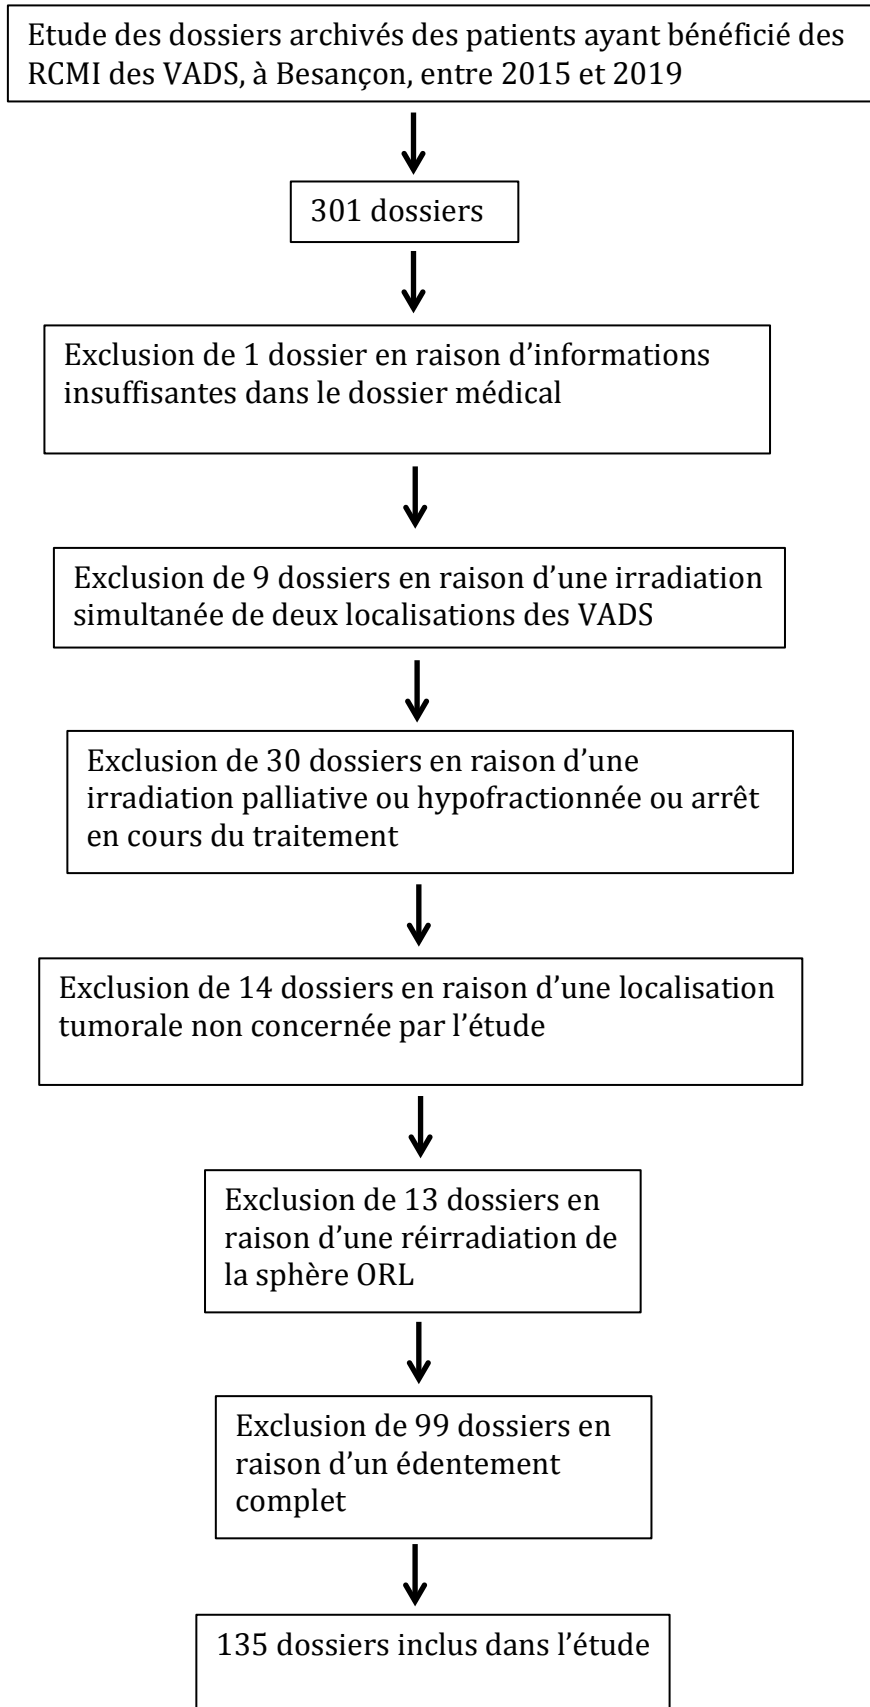 Etude des dossiers archivés des patients ayant bénéficié des
RCMI des VADS, à Besançon, entre 2015 et 2019
301 dossiers
Exclusion de 1 dossier en raison d’informations
insuffisantes dans le dossier médical
Exclusion de 9 dossiers en raison d’une irradiation
simultanée de deux localisations des VADS
Exclusion de 30 dossiers en raison d’une
irradiation palliative ou hypofractionnée ou arrêt
en cours du traitement
Exclusion de 14 dossiers en raison d’une localisation
tumorale non concernée par l’étude
Exclusion de 13 dossiers en
raison d’une réirradiation de
la sphère ORL
Exclusion de 99 dossiers en
raison d’un édentement
complet
135 dossiers inclus dans l’étude